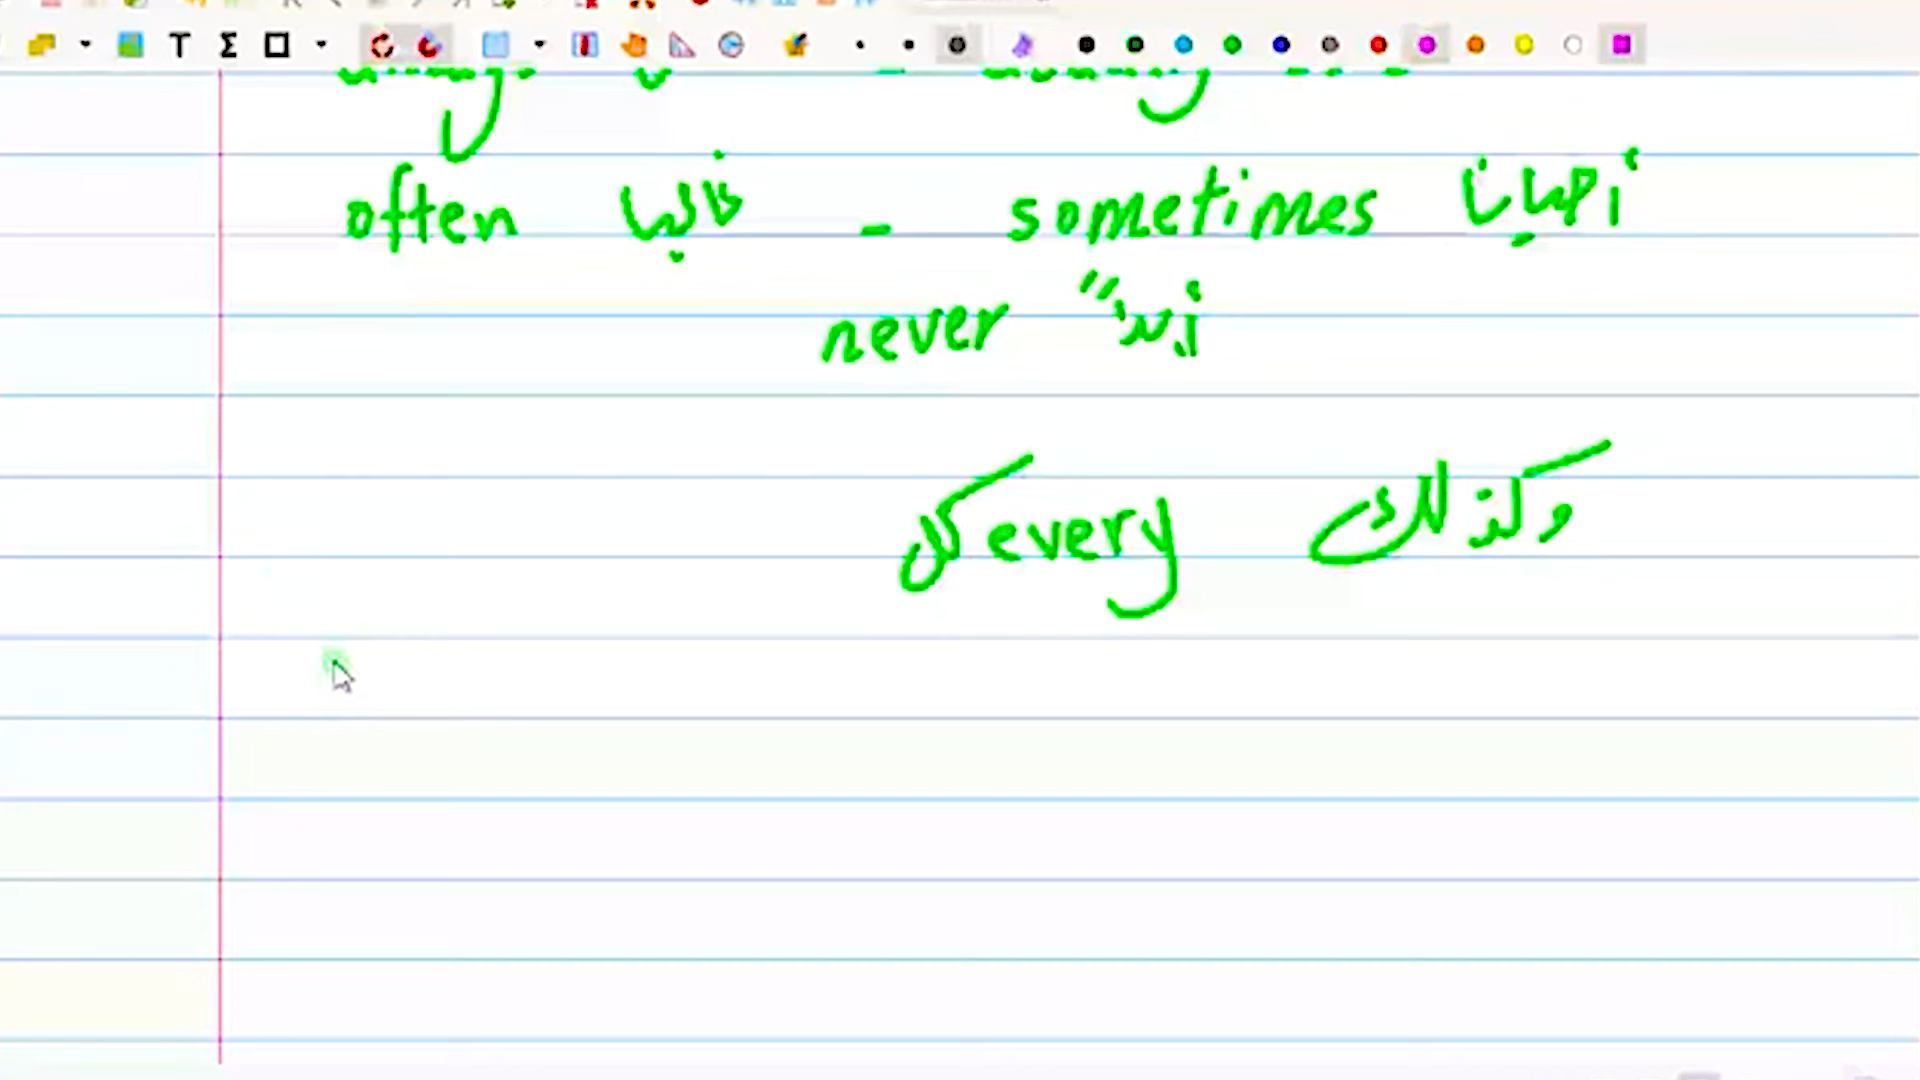 often غالبا - sometimes أحيانا
never أبداً
وكذلك every كل